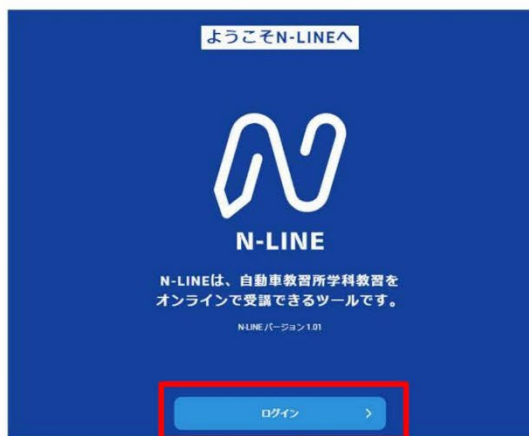 ようこそN-LINEへ
N-LINE
N-LINEは、自動車教習所学科教習を
オンラインで受講できるツールです。
N-LINE バージョン 1.01
ログイン